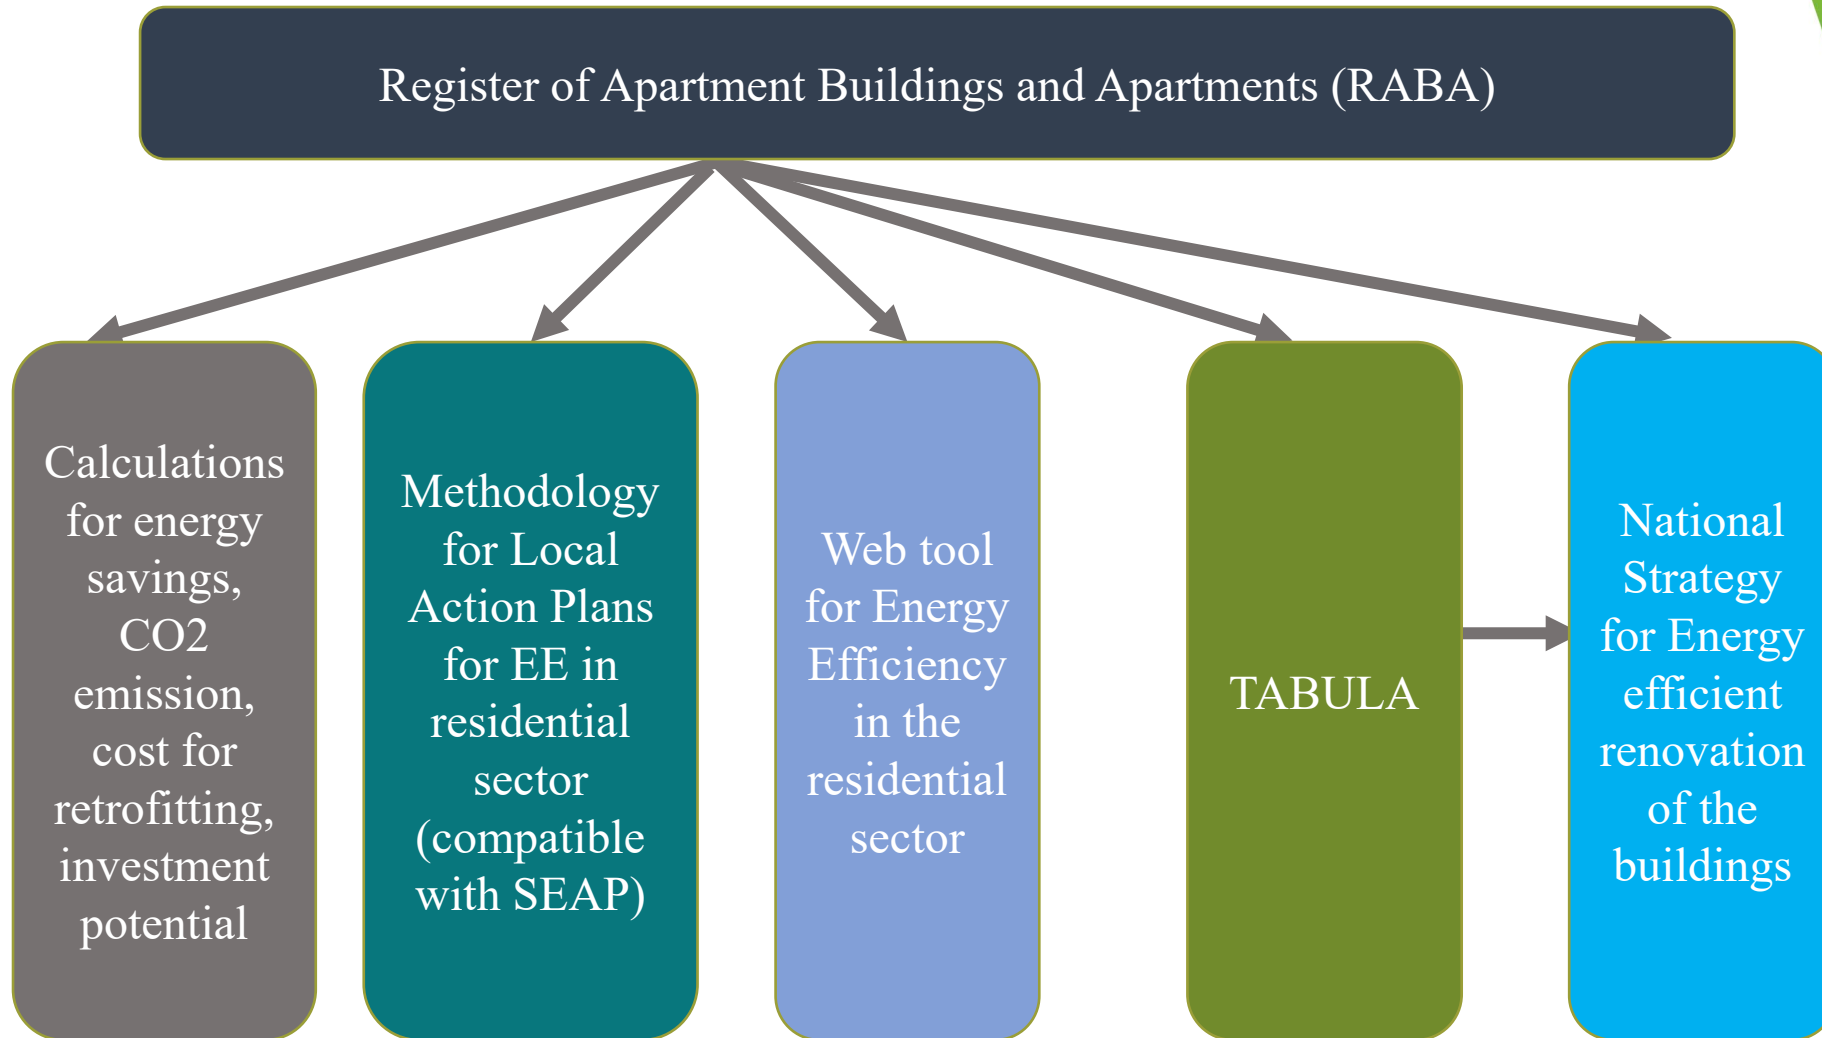 Register of Apartment Buildings and Apartments (RABA)
Calculations
for energy
savings,
CO2
emission,
cost for
retrofitting,
investment
potential
Methodology
for Local
Action Plans
for EE in
residential
sector
(compatible
with SEAP)
Web tool
for Energy
Efficiency
in the
residential
sector
TABULA
National
Strategy
for Energy
efficient
renovation
of the
buildings